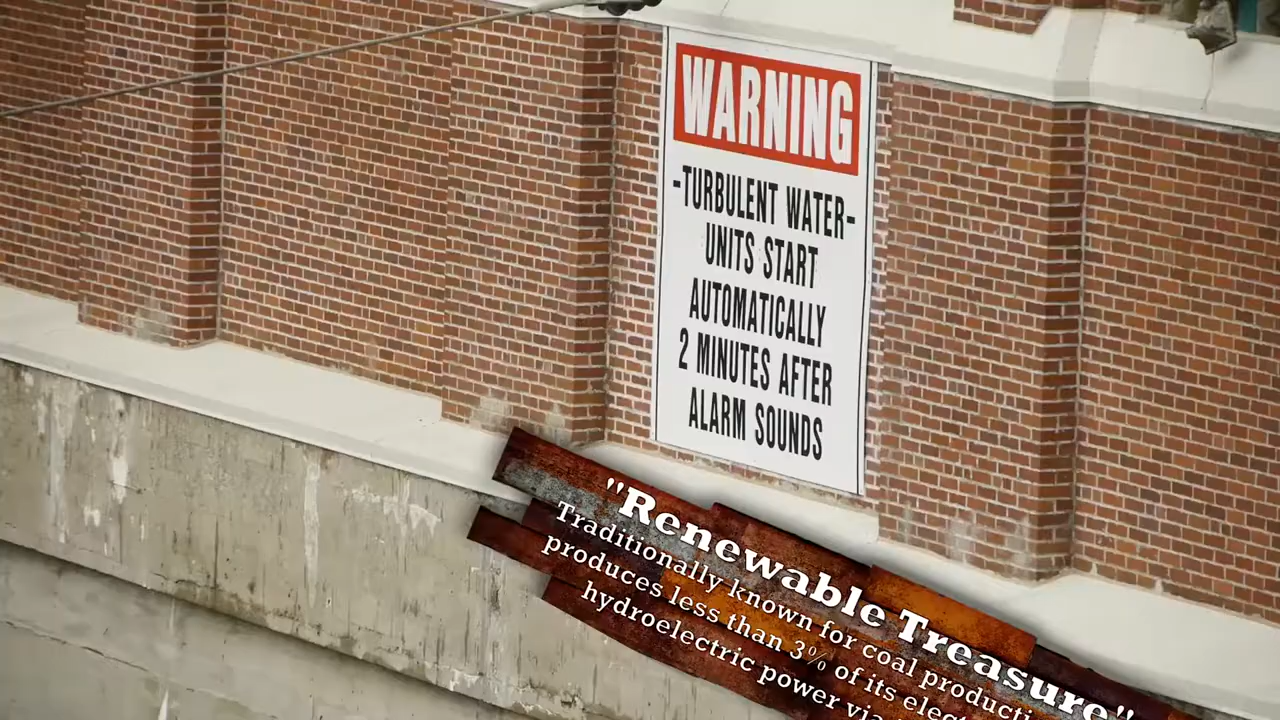 WARNING
-TURBULENT WATER-
UNITS START
AUTOMATICALLY
2 MINUTES AFTER
ALARM SOUNDS
"Renewable Treasure"
Traditionally known for coal
produces less than 3% of its
hydroelectric power via